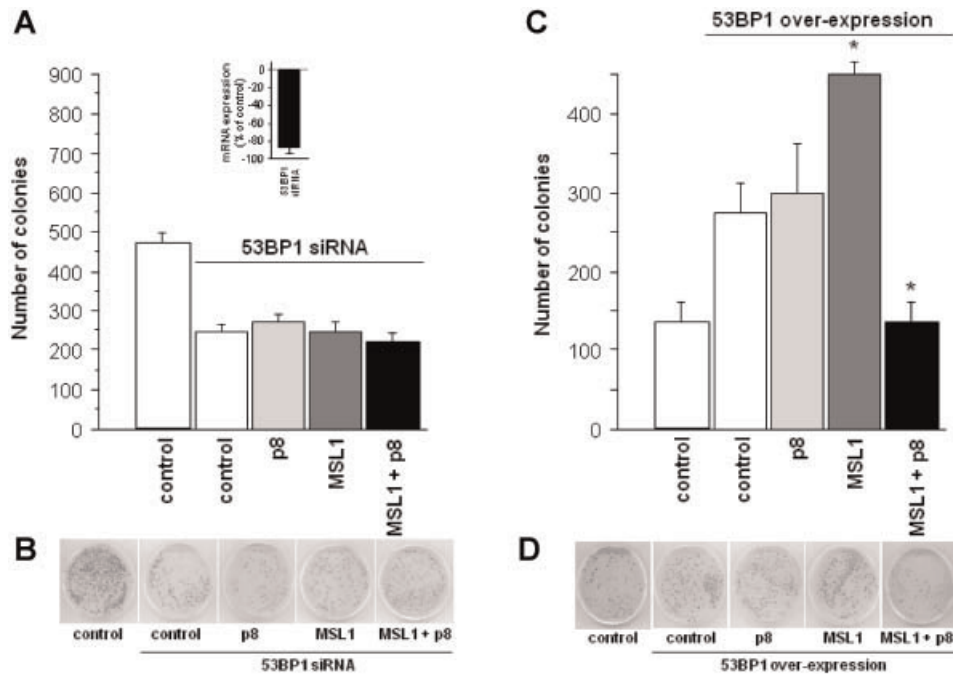 A
900
800
700
600
500
400
300
200
100
0
Number of colonies
0
-20
-40
-60
-80
-100
mRNA expression
(% of control)
53BP1
siRNA
53BP1 siRNA
control
control
p8
MSL1
MSL1 + p8
B
control
control
p8
MSL1
MSL1 + p8
53BP1 siRNA
C
53BP1 over-expression
*
*
400
300
200
100
0
Number of colonies
control
control
p8
MSL1
MSL1 + p8
D
control
control
p8
MSL1
MSL1 + p8
53BP1 over-expression